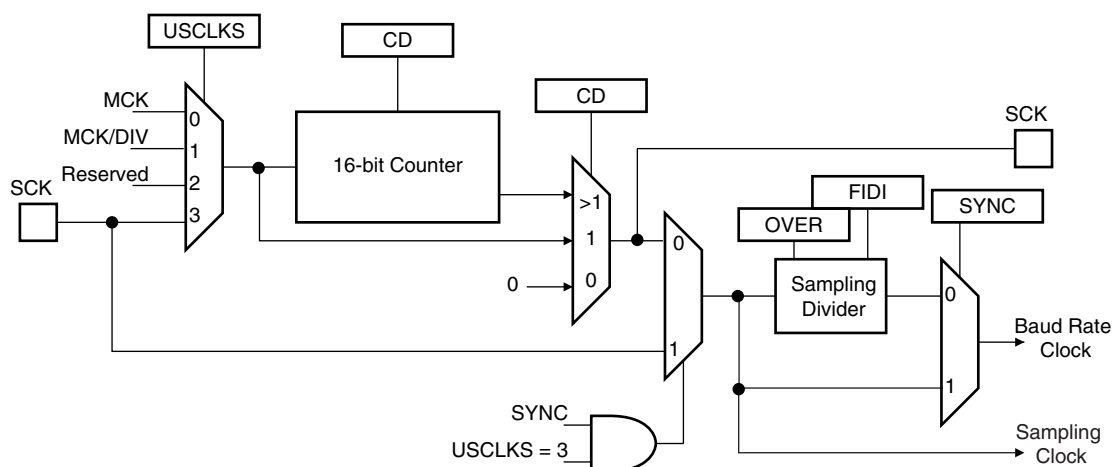 USCLKS
CD
CD
MCK
MCK/DIV
Reserved
SCK
0
1
2
3
16-bit Counter
>1
1
0
0
SCK
FIDI
OVER
SYNC
0
1
Sampling
Divider
0
1
Baud Rate
Clock
Sampling
Clock
SYNC
USCLKS = 3